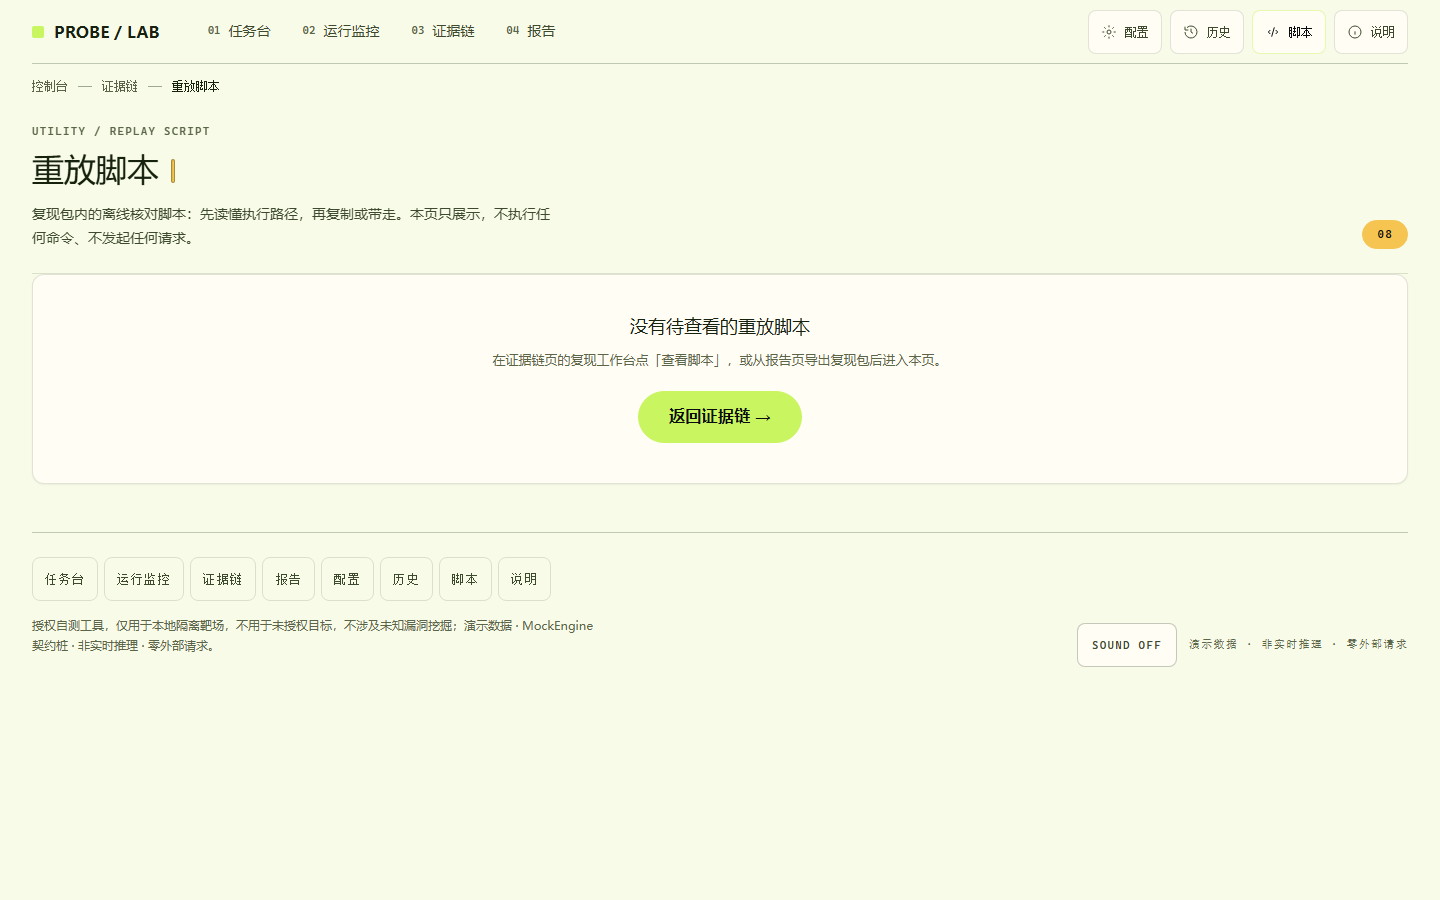 PROBE / LAB
01 任务台
02 运行监控
03 证据链
04 报告
配置
历史
脚本
说明
控制台 — 证据链 — 重放脚本
UTILITY / REPLAY SCRIPT
重放脚本
复现包内的离线核对脚本：先读懂执行路径，再复制或带走。本页只展示，不执行任
何命令、不发起任何请求。
08
没有待查看的重放脚本
在证据链页的复现工作台点「查看脚本」，或从报告页导出复现包后进入本页。
返回证据链 →
任务台
运行监控
证据链
报告
配置
历史
脚本
说明
授权自测工具，仅用于本地隔离靶场，不用于未授权目标，不涉及未知漏洞挖掘；演示数据 · MockEngine
契约桩 · 非实时推理 · 零外部请求。
SOUND OFF
演示数据 · 非实时推理 · 零外部请求